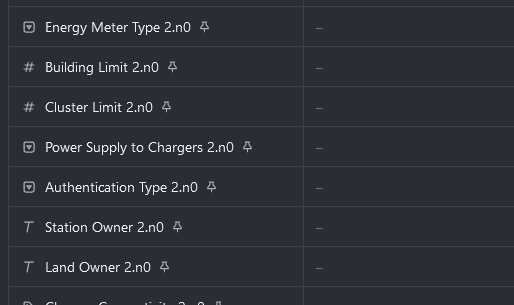 Energy Meter Type 2.n0 –
Building Limit 2.n0 –
Cluster Limit 2.n0 –
Power Supply to Chargers 2.n0 –
Authentication Type 2.n0 –
Station Owner 2.n0 –
Land Owner 2.n0 –